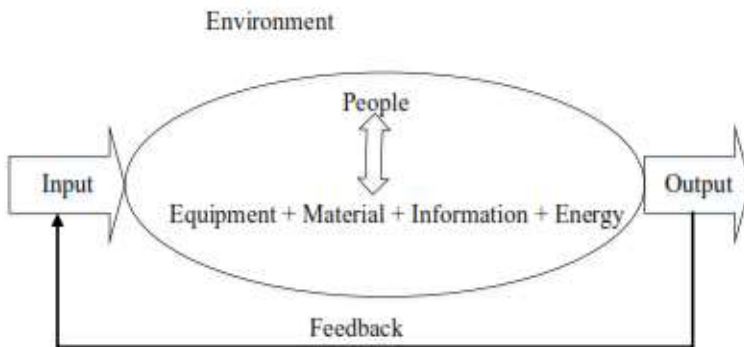 Environment
People
Input
Output
Equipment + Material + Information + Energy
Feedback